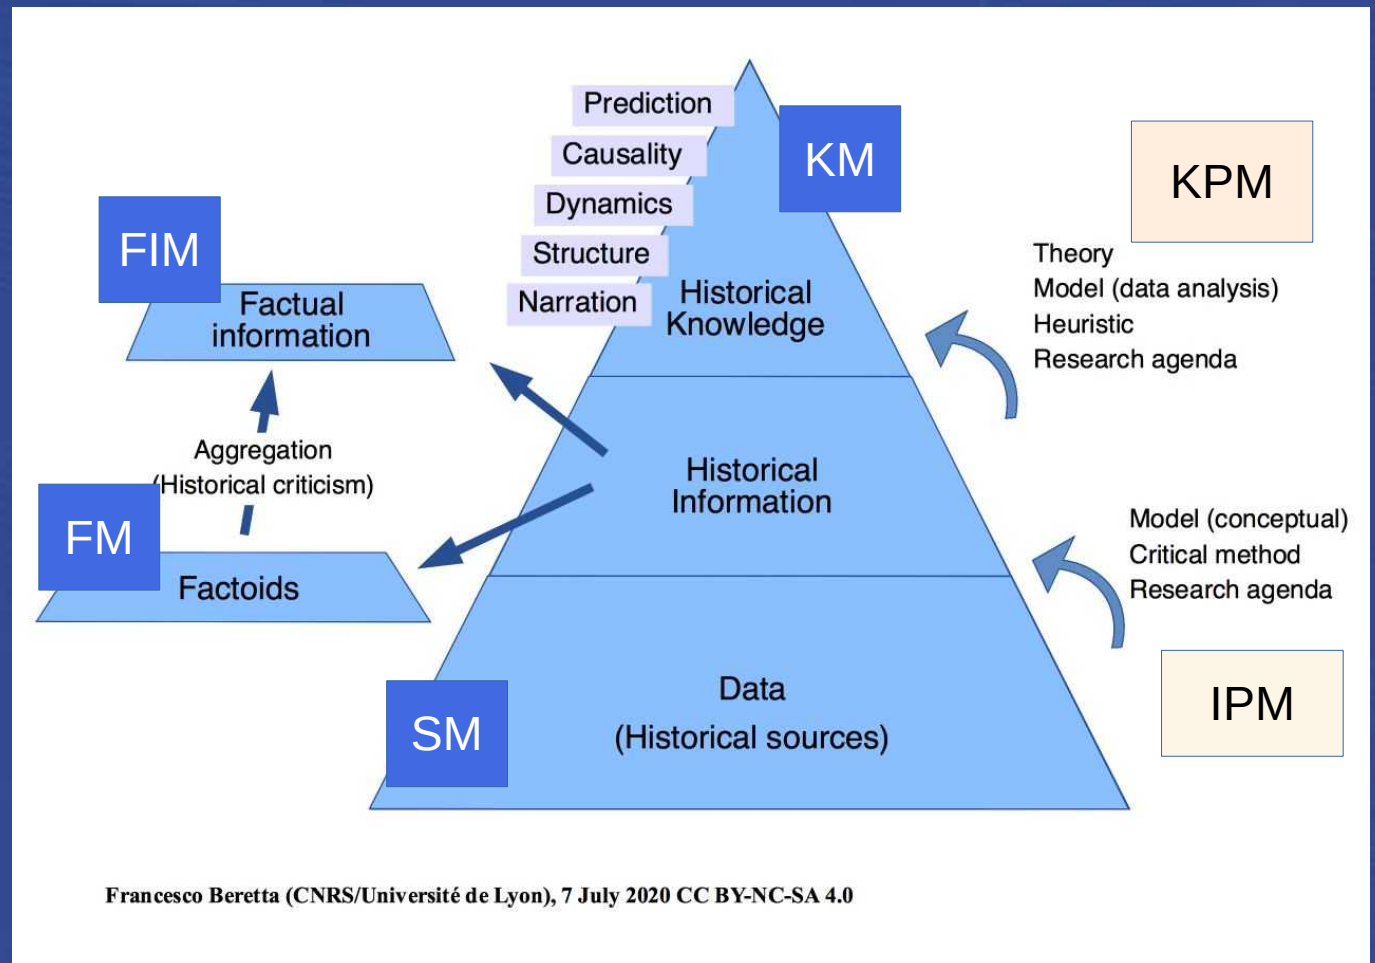 Prediction
Causality
Dynamics
Structure
Narration
KM
KPM
Theory
Model (data analysis)
Heuristic
Research agenda
FIM
Factual
information
Historical
Knowledge
Aggregation
(Historical criticism)
Historical
Information
FM
Factoids
Model (conceptual)
Critical method
Research agenda
IPM
SM
Data
(Historical sources)
Francesco Beretta (CNRS/Université de Lyon), 7 July 2020 CC BY-NC-SA 4.0